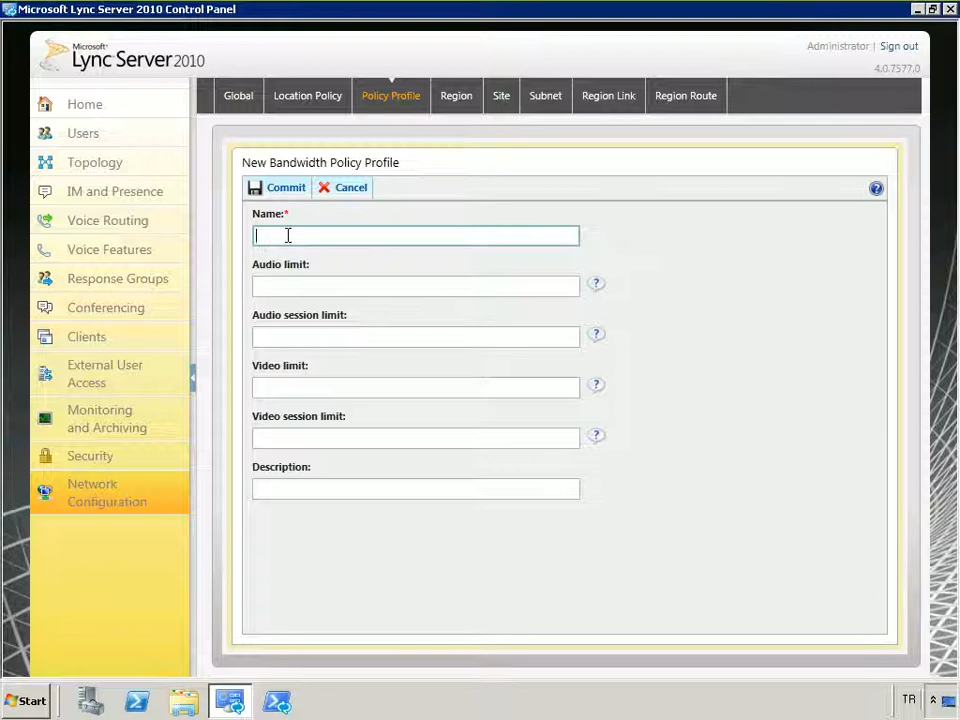 Microsoft Lync Server 2010 Control Panel
Microsoft®
Lync Server 2010
Administrator | Sign out
4.0.7577.0
Home
Users
Topology
IM and Presence
Voice Routing
Voice Features
Response Groups
Conferencing
Clients
External User
Access
Monitoring
and Archiving
Security
Network
Configuration
Global
Location Policy
Policy Profile
Region
Site
Subnet
Region Link
Region Route
New Bandwidth Policy Profile
Commit
Cancel
?
Name:*
Audio limit:
?
Audio session limit:
?
Video limit:
?
Video session limit:
?
Description:
Start
TR